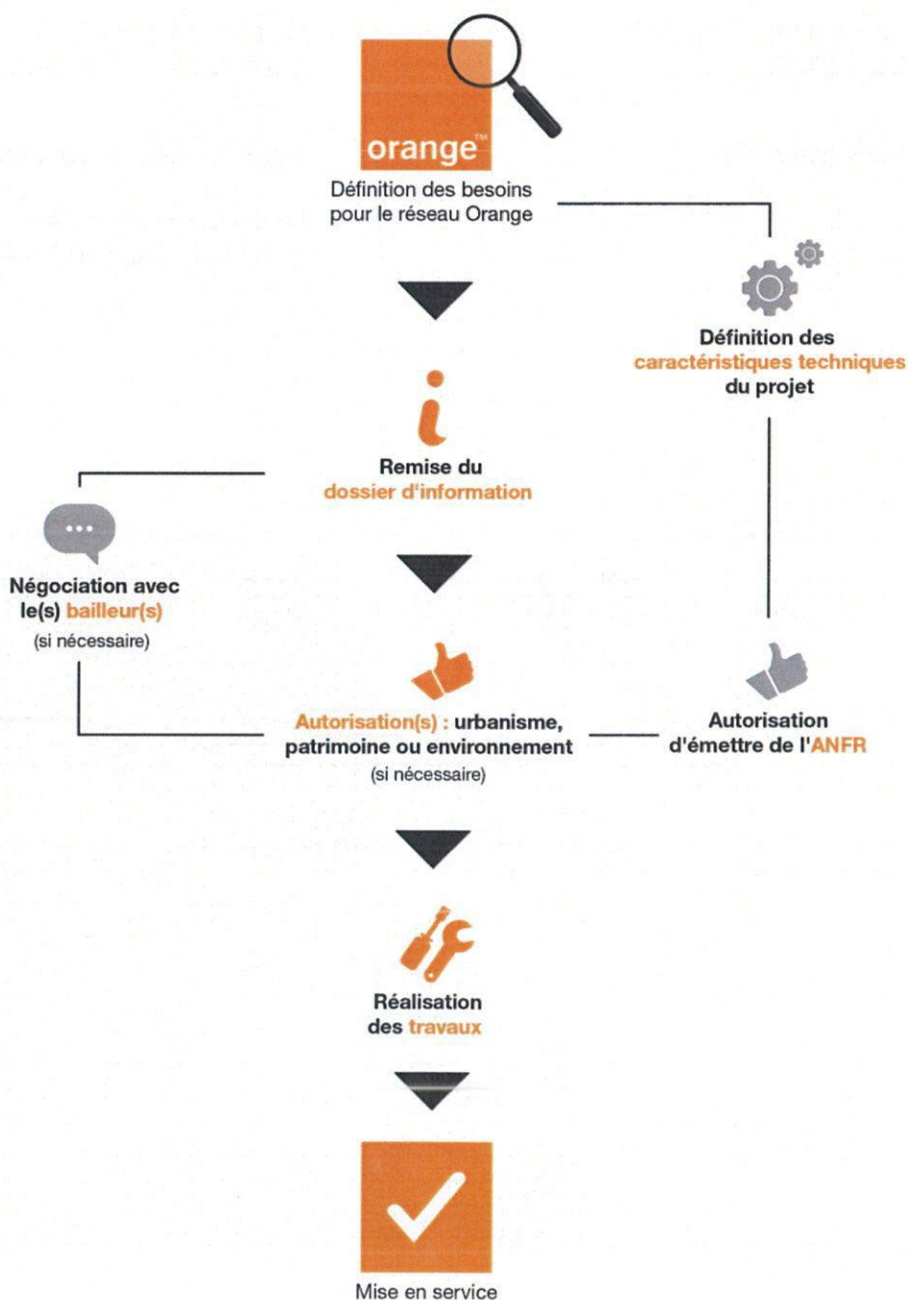 orange™
Définition des besoins
pour le réseau Orange
Définition des
caractéristiques techniques
du projet
Remise du
dossier d'information
Négociation avec
le(s) bailleur(s)
(si nécessaire)
Autorisation(s) : urbanisme,
patrimoine ou environnement
(si nécessaire)
Autorisation
d'émettre de l'ANFR
Réalisation
des travaux
Mise en service